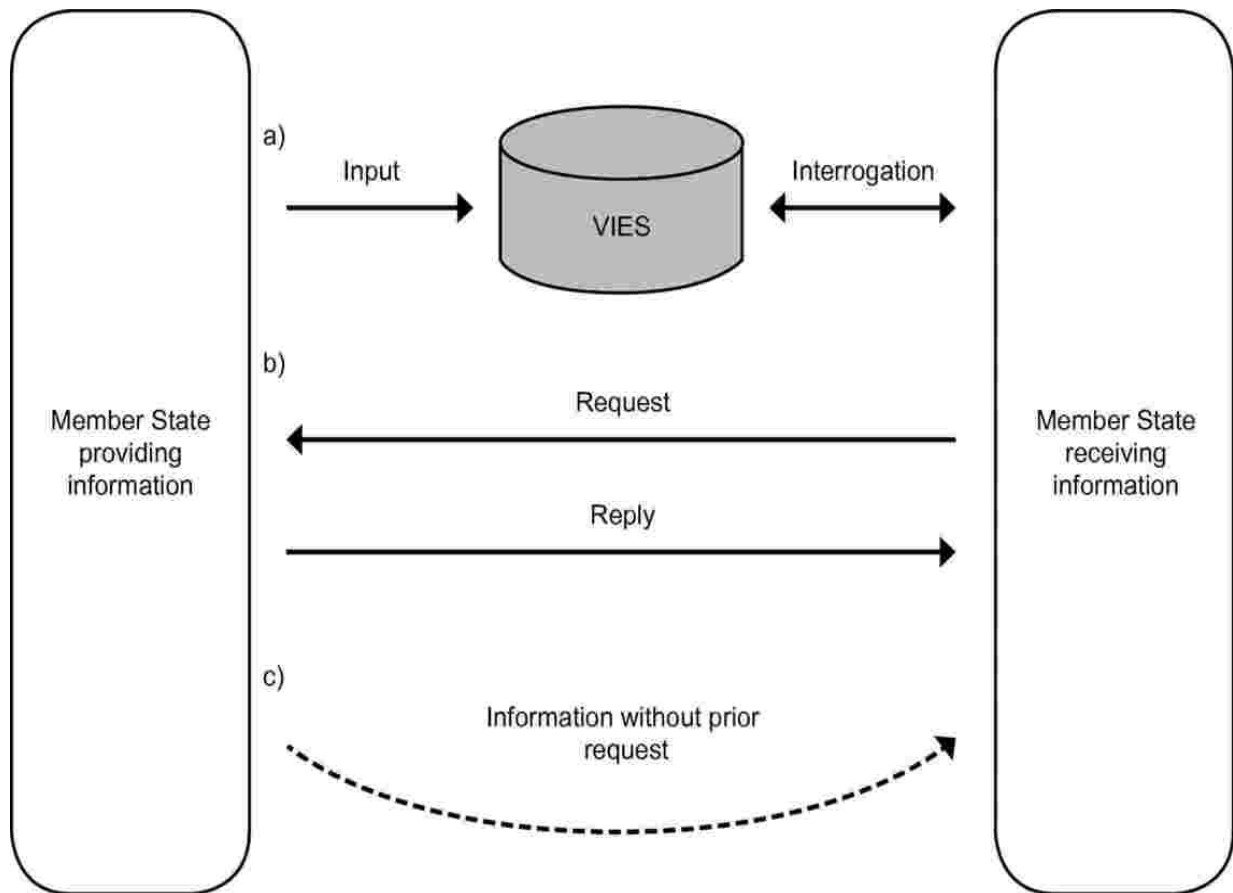 a)
Input
VIES
Interrogation
b)
Request
Member State
providing
information
Member State
receiving
information
Reply
c)
Information without prior
request